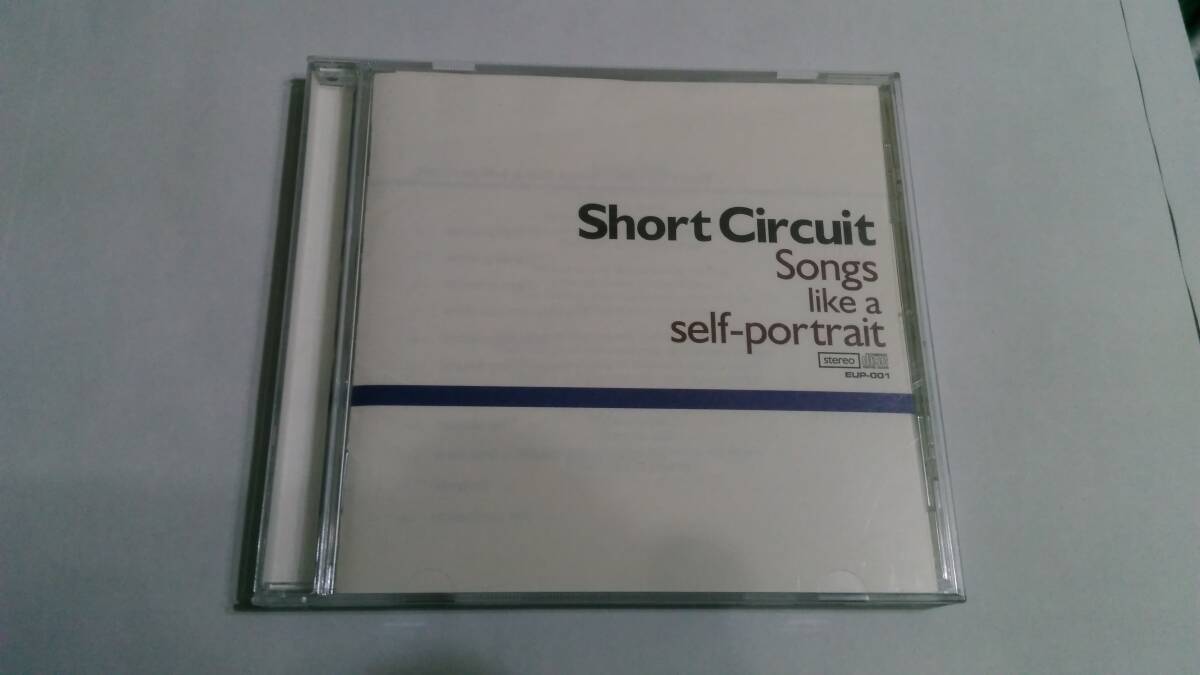 Short Circuit
Songs
like a
self-portrait
stereo
EUP-001